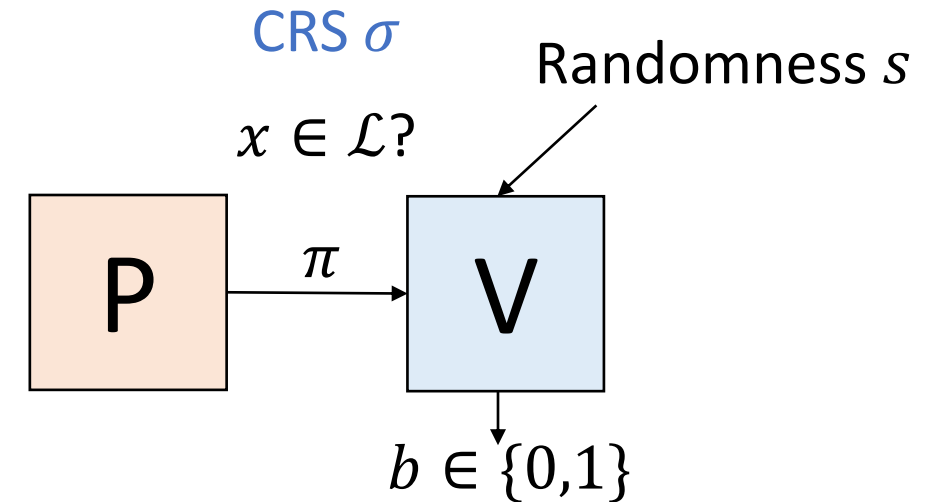 CRS σ
Randomness s
x ∈ ℒ?
P
π
V
b ∈ {0,1}